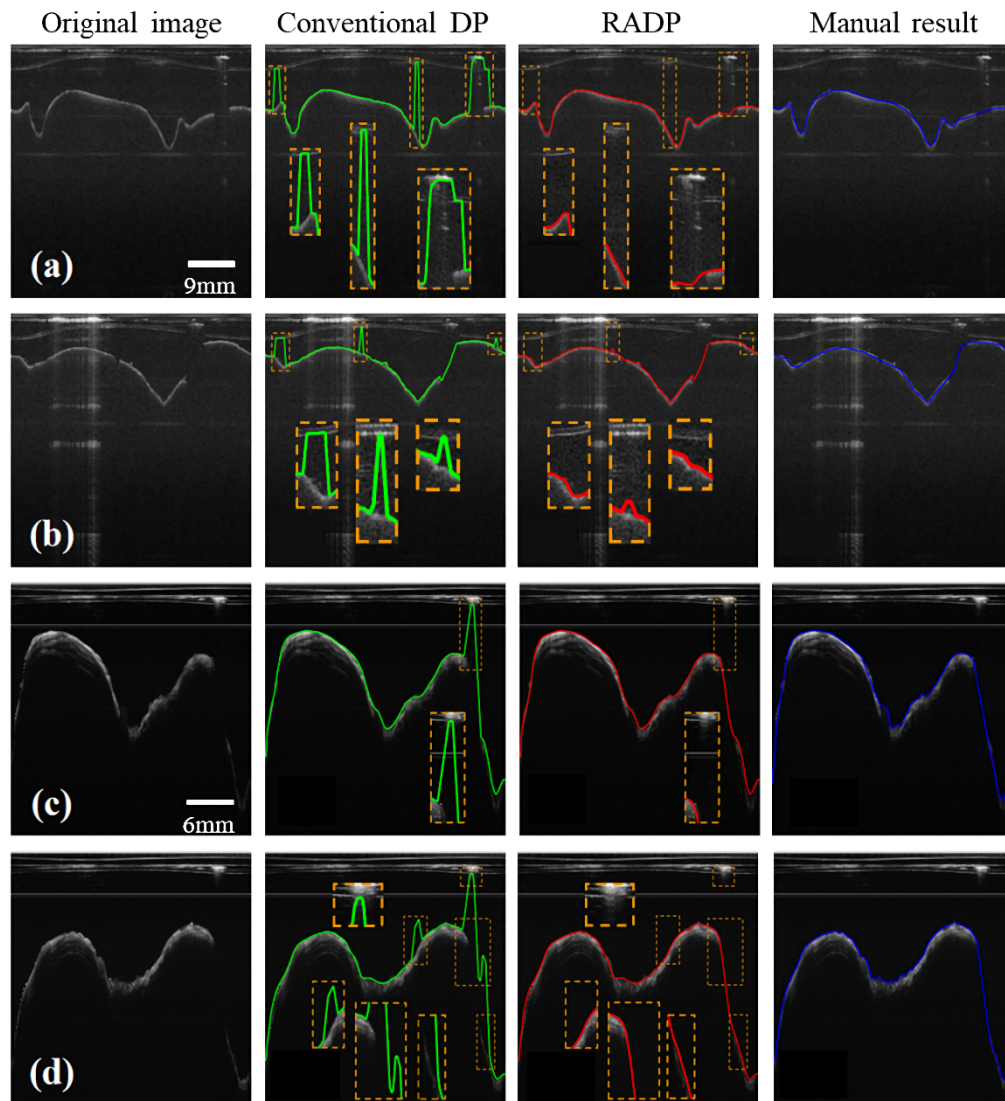 Original image Conventional DP RADP Manual result
(a) 9mm
(b)
(c) 6mm
(d)